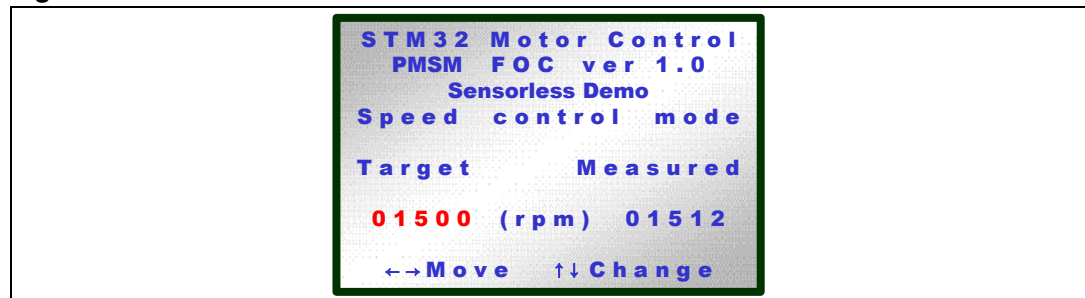 STM32 Motor Control
PMSM FOC ver 1.0
Sensorless Demo
Speed control mode
Target Measured
01500 (rpm) 01512
←→Move ↑↓Change